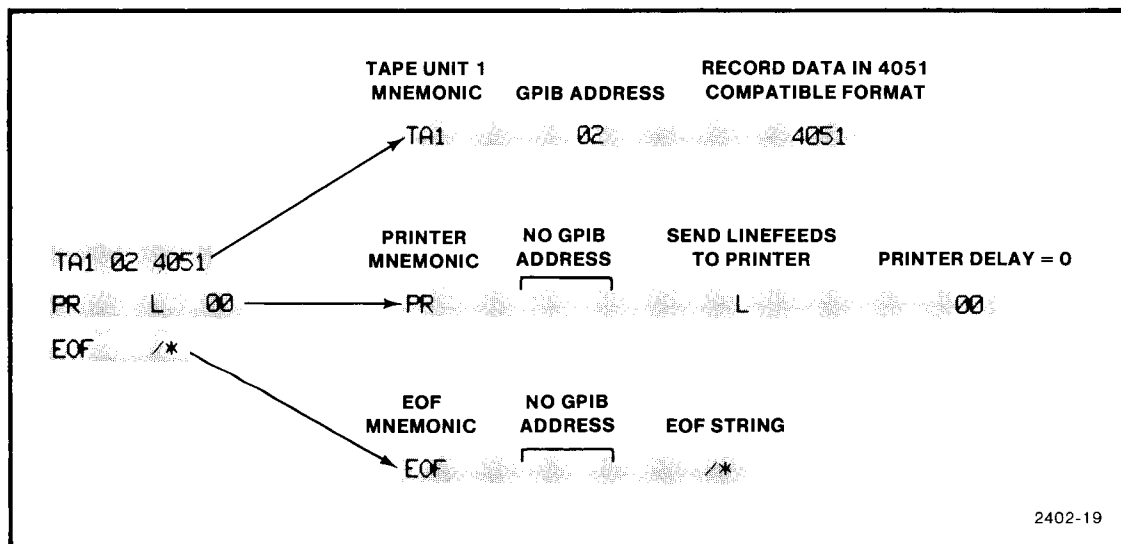 TAPE UNIT 1 MNEMONIC
GPIB ADDRESS
RECORD DATA IN 4051 COMPATIBLE FORMAT
TA1 02 4051
TA1 02 4051
PR L 00
EOF /*
PRINTER MNEMONIC
NO GPIB ADDRESS
SEND LINEFEEDS TO PRINTER
PRINTER DELAY = 0
PR L 00
EOF MNEMONIC
NO GPIB ADDRESS
EOF STRING
EOF /*
2402-19